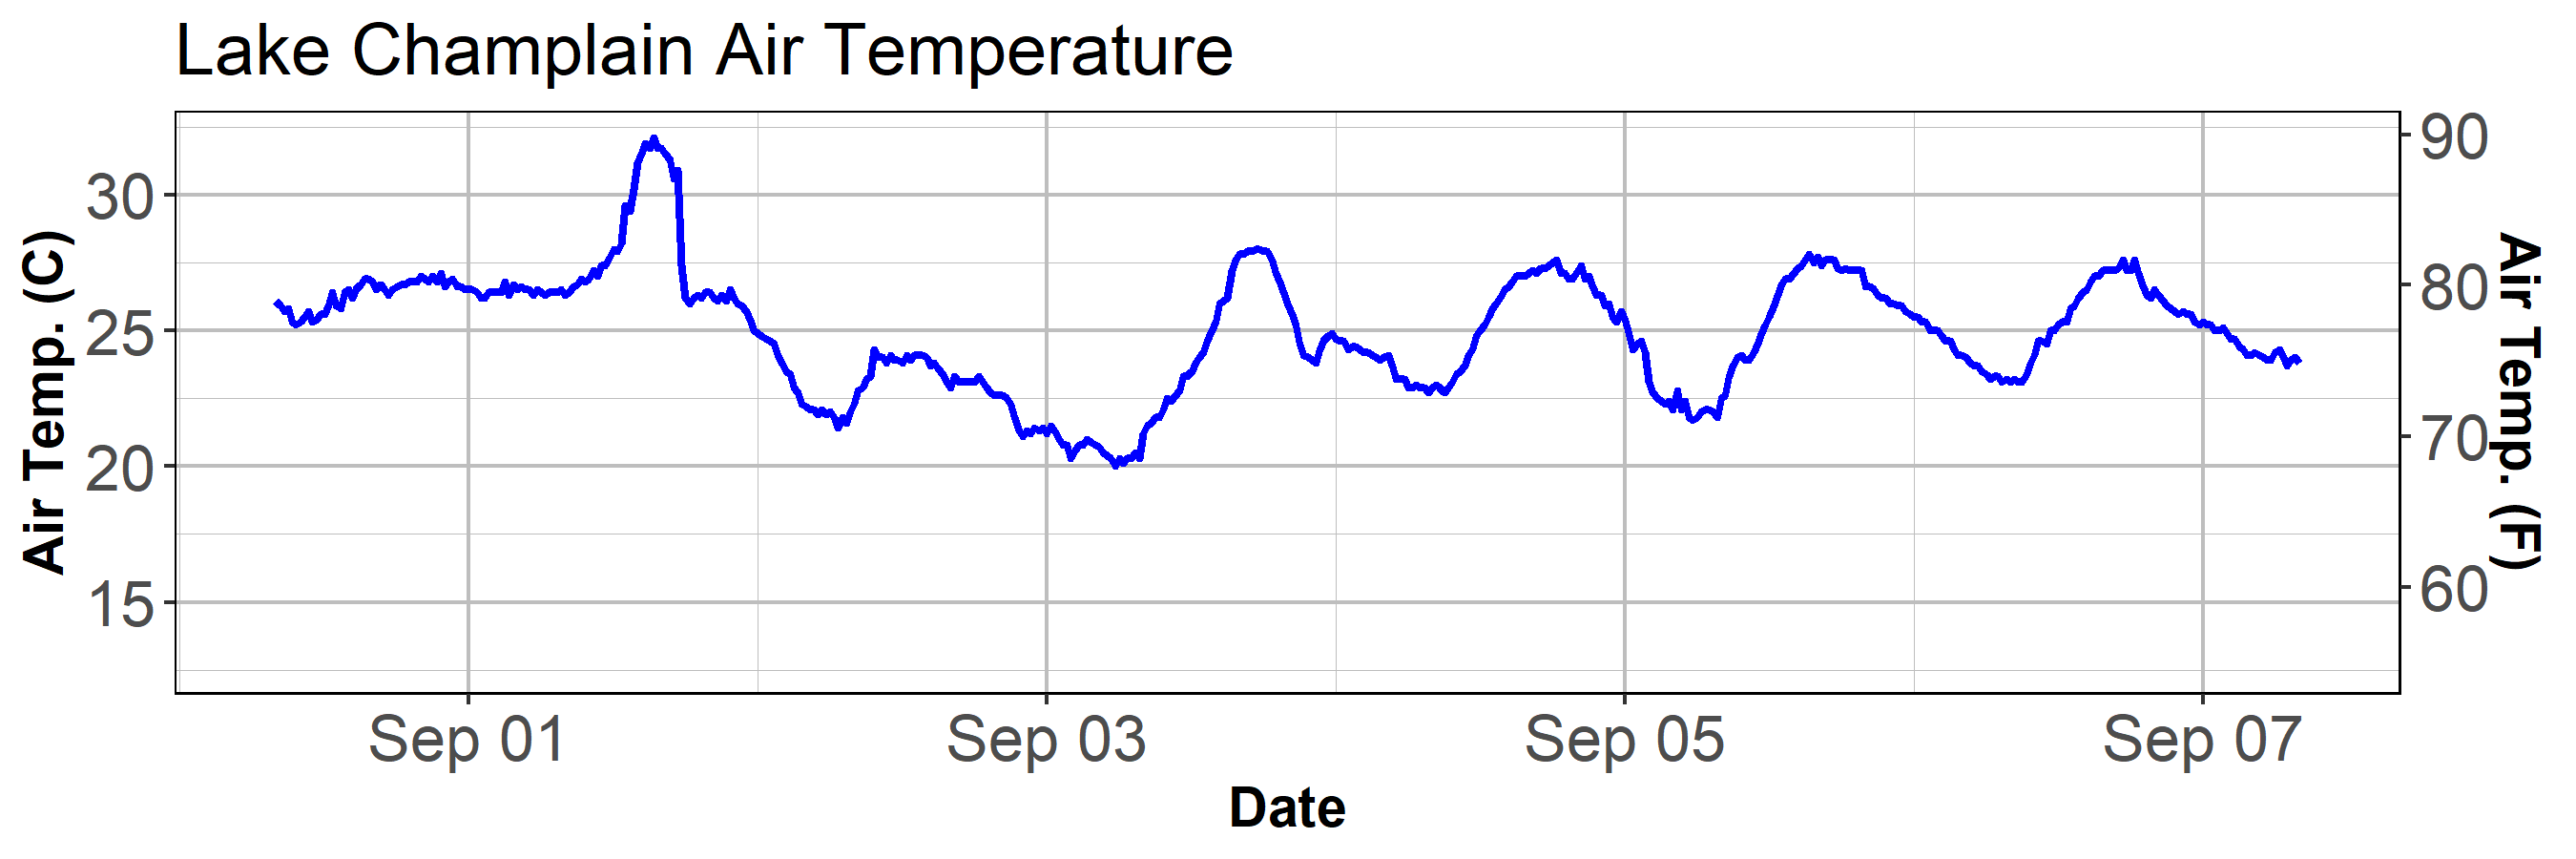 Lake Champlain Air Temperature
Air Temp. (C)
30
25
20
15
90
80
70
60
Air Temp. (F)
Sep 01
Sep 03
Sep 05
Sep 07
Date